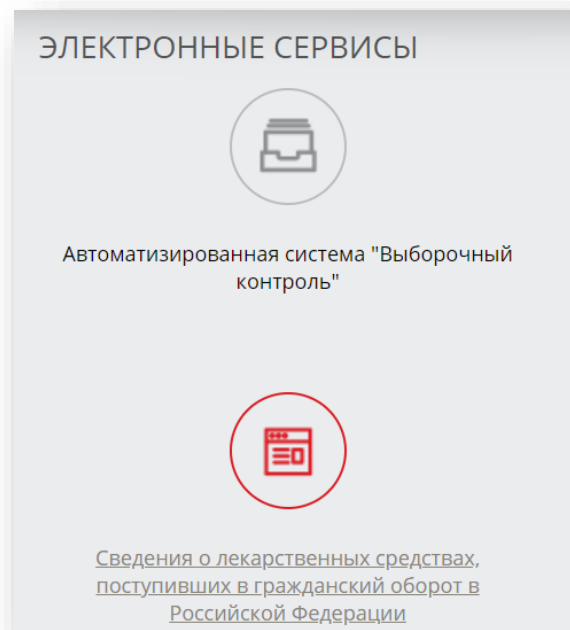 ЭЛЕКТРОННЫЕ СЕРВИСЫ
Автоматизированная система "Выборочный
контроль"
Сведения о лекарственных средствах,
поступивших в гражданский оборот в
Российской Федерации